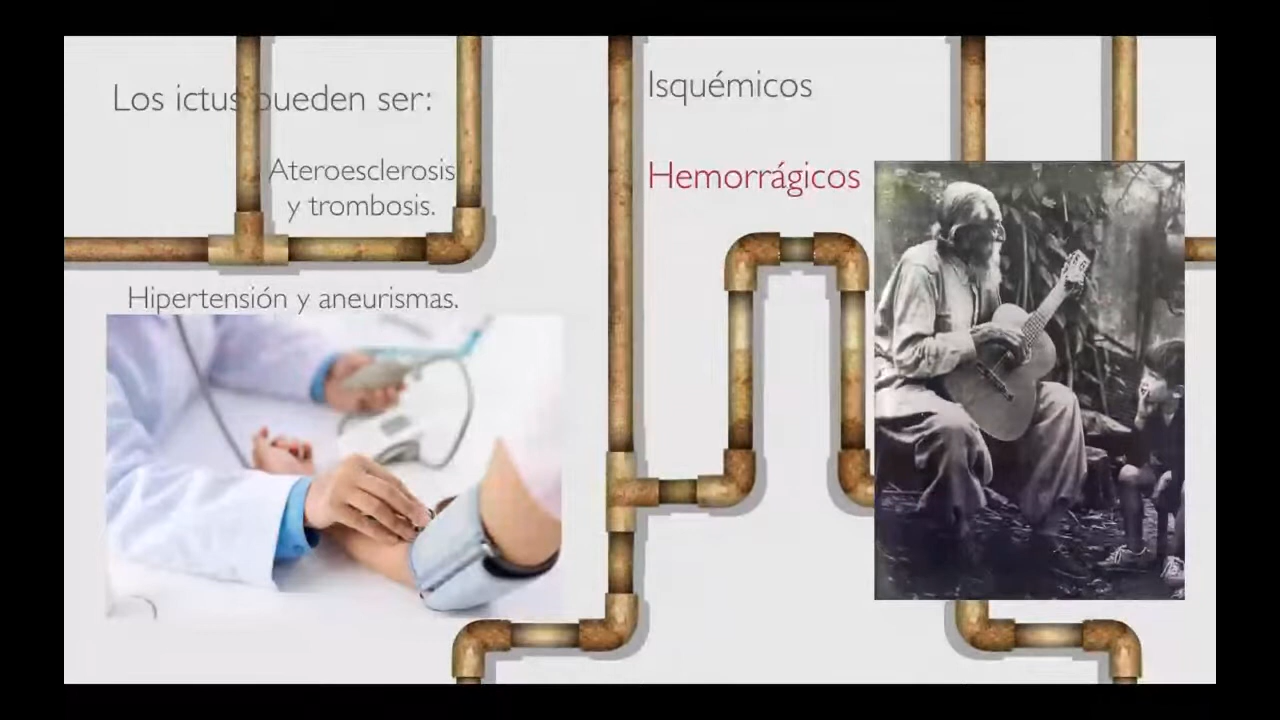 Los ictus pueden ser:
Isquémicos
Ateroesclerosis
y trombosis.
Hemorrágicos
Hipertensión y aneurismas.